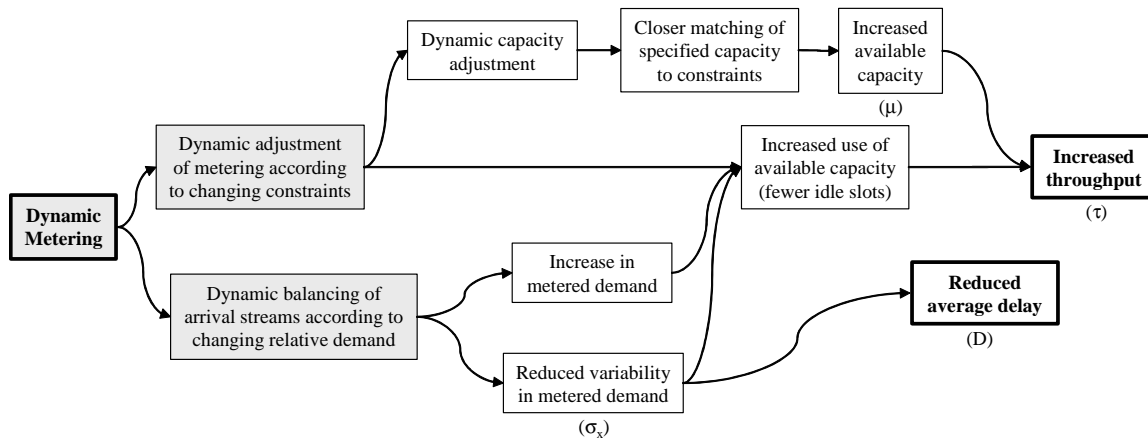 Dynamic capacity
adjustment
Closer matching of
specified capacity
to constraints
Increased
available
capacity
(μ)
Dynamic adjustment
of metering according
to changing constraints
Increased use of
available capacity
(fewer idle slots)
Increased
throughput
(τ)
Dynamic
Metering
Increase in
metered demand
Dynamic balancing of
arrival streams according to
changing relative demand
Reduced
average delay
(D)
Reduced variability
in metered demand
(σx)